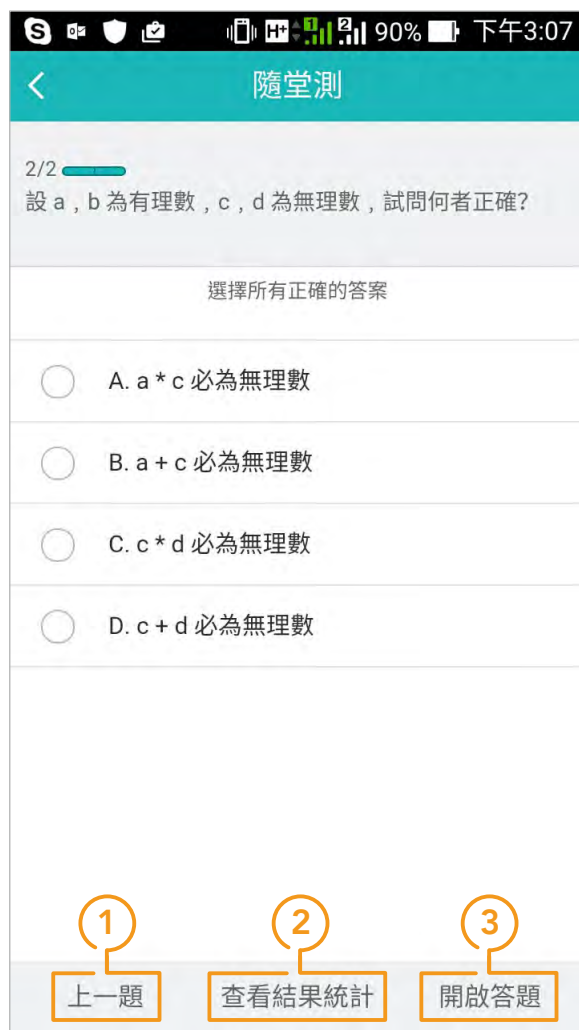 90% 下午3:07
隨堂測
2/2
設 a , b 為有理數 , c , d 為無理數 , 試問何者正確?
選擇所有正確的答案
A. a * c 必為無理數
B. a + c 必為無理數
C. c * d 必為無理數
D. c + d 必為無理數
1 2 3
上一題 查看結果統計 開啟答題